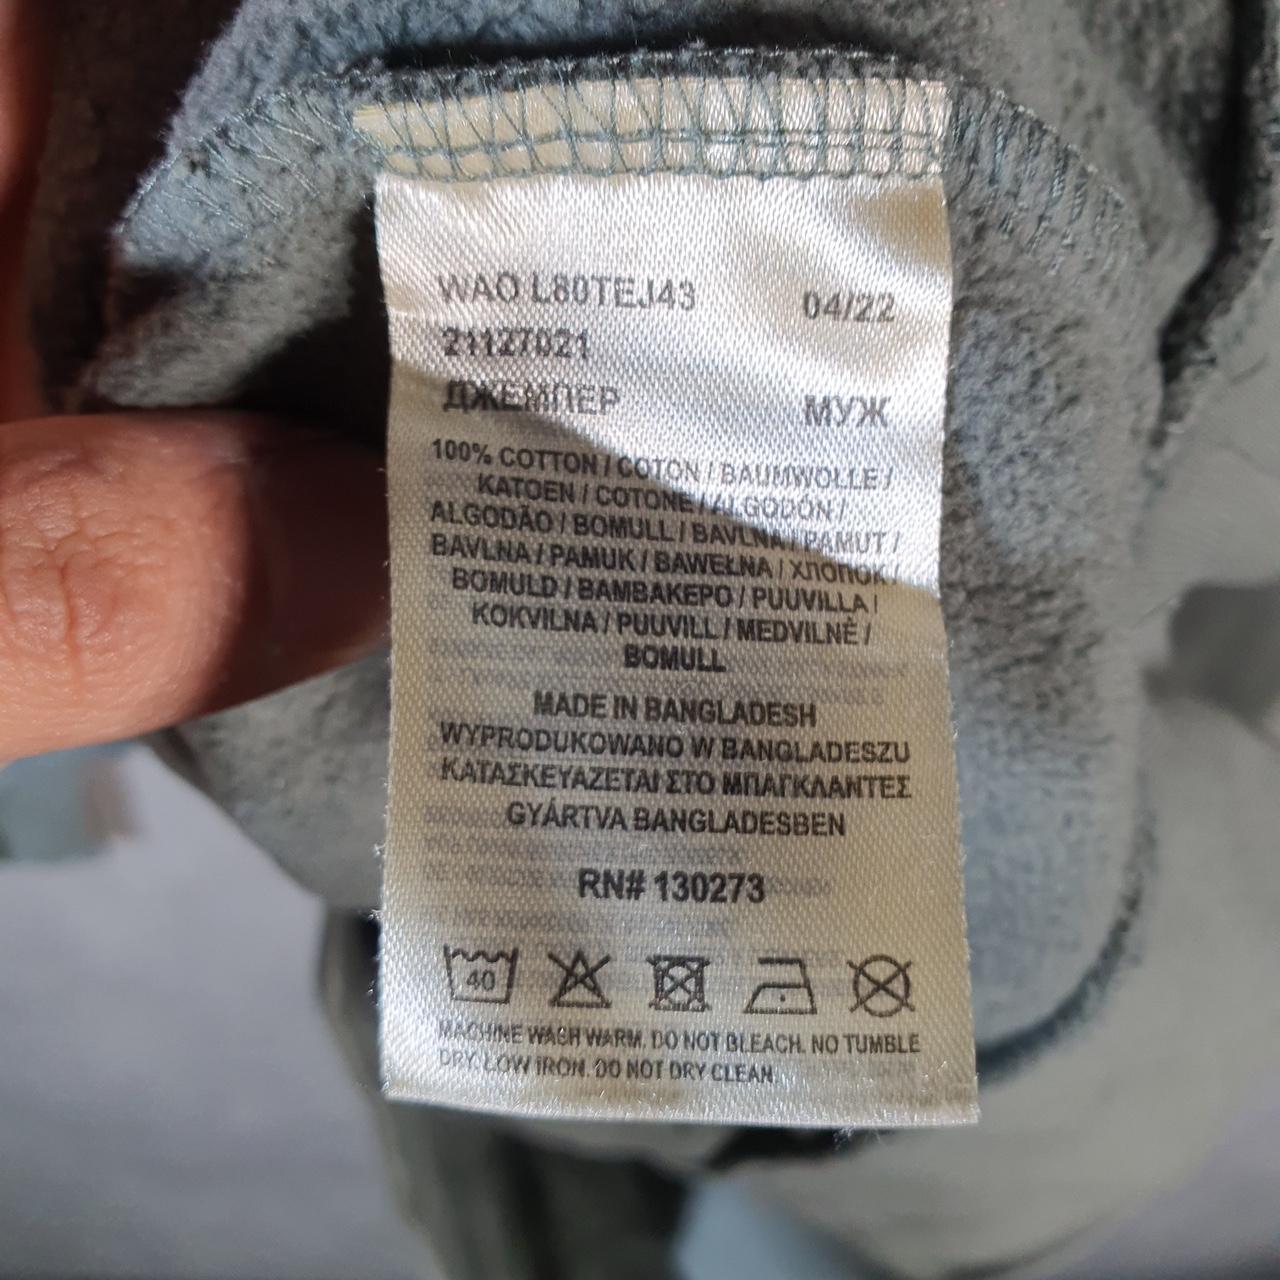 WAO L80TEJ43 04/22
21127021
ДЖЕМПЕР МУЖ
100% COTTON / COTON / BAUMWOLLE /
KATOEN / COTONE / ALGODÓN /
ALGODÃO / BOMULL / BAVLNA / PAMUT /
BAVLNA / PAMUK / BAWEŁNA / ХЛОПОК /
BOMULD / ΒΑΜΒΑΚΕΡΟ / PUUVILLA /
KOKVILNA / PUUVILL / MEDVILNĖ /
BOMULL
MADE IN BANGLADESH
WYPRODUKOWANO W BANGLADESZU
ΚΑΤΑΣΚΕΥΑΖΕΤΑΙ ΣΤΟ ΜΠΑΓΚΛΑΝΤΕΣ
GYÁRTVA BANGLADESBEN
RN# 130273
40
MACHINE WASH WARM. DO NOT BLEACH. NO TUMBLE
DRY. LOW IRON. DO NOT DRY CLEAN